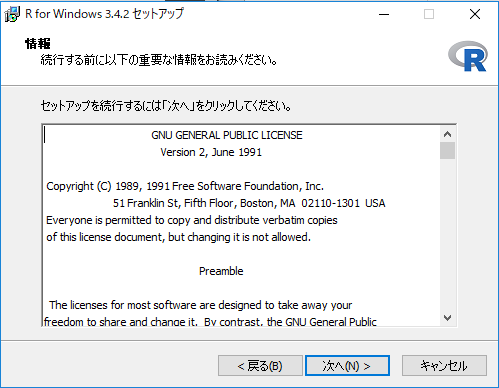 R for Windows 3.4.2 セットアップ
情報
続行する前に以下の重要な情報をお読みください。
R
セットアップを続行するには「次へ」をクリックしてください。
GNU GENERAL PUBLIC LICENSE
Version 2, June 1991
Copyright (C) 1989, 1991 Free Software Foundation, Inc.
51 Franklin St, Fifth Floor, Boston, MA 02110-1301 USA
Everyone is permitted to copy and distribute verbatim copies
of this license document, but changing it is not allowed.
Preamble
The licenses for most software are designed to take away your
freedom to share and change it. By contrast, the GNU General Public
< 戻る(B)
次へ(N) >
キャンセル